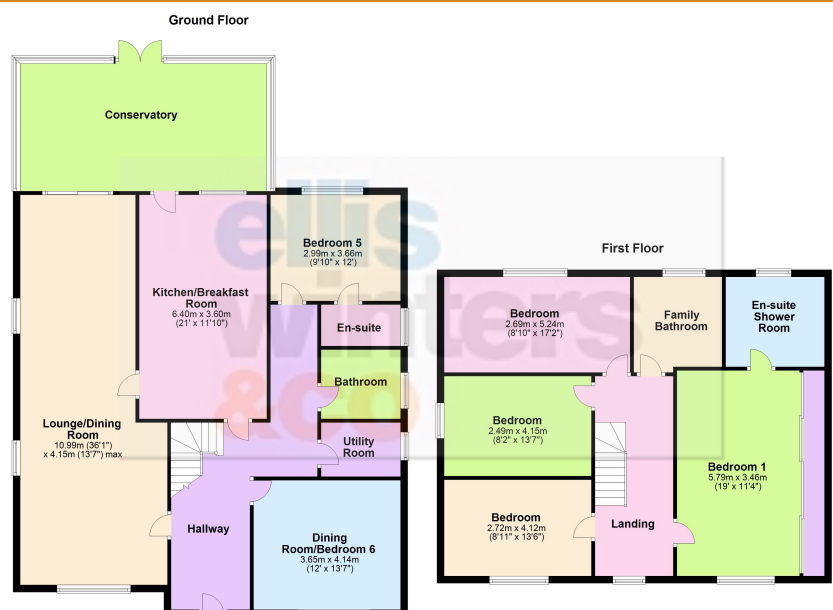 Ground Floor
Conservatory
Bedroom 5
2.99m x 3.66m
(9'10" x 12')
Kitchen/Breakfast
Room
6.40m x 3.60m
(21' x 11'10")
En-suite
Bathroom
Lounge/Dining
Room
10.99m (36'1")
x 4.15m (13'7") max
Utility
Room
Hallway
Dining
Room/Bedroom 6
3.65m x 4.14m
(12' x 13'7")
First Floor
Bedroom
2.69m x 5.24m
(8'10" x 17'2")
Family
Bathroom
En-suite
Shower
Room
Bedroom
2.49m x 4.15m
(8'2" x 13'7")
Bedroom 1
5.79m x 3.46m
(19' x 11'4")
Bedroom
2.72m x 4.12m
(8'11" x 13'6")
Landing
ellis
winters
&co